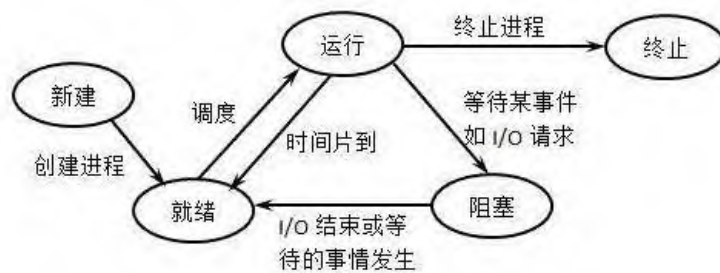 运行
终止进程
终止
新建
调度
等待某事件
如 I/O 请求
时间片到
创建进程
就绪
阻塞
I/O 结束或等
待的事情发生